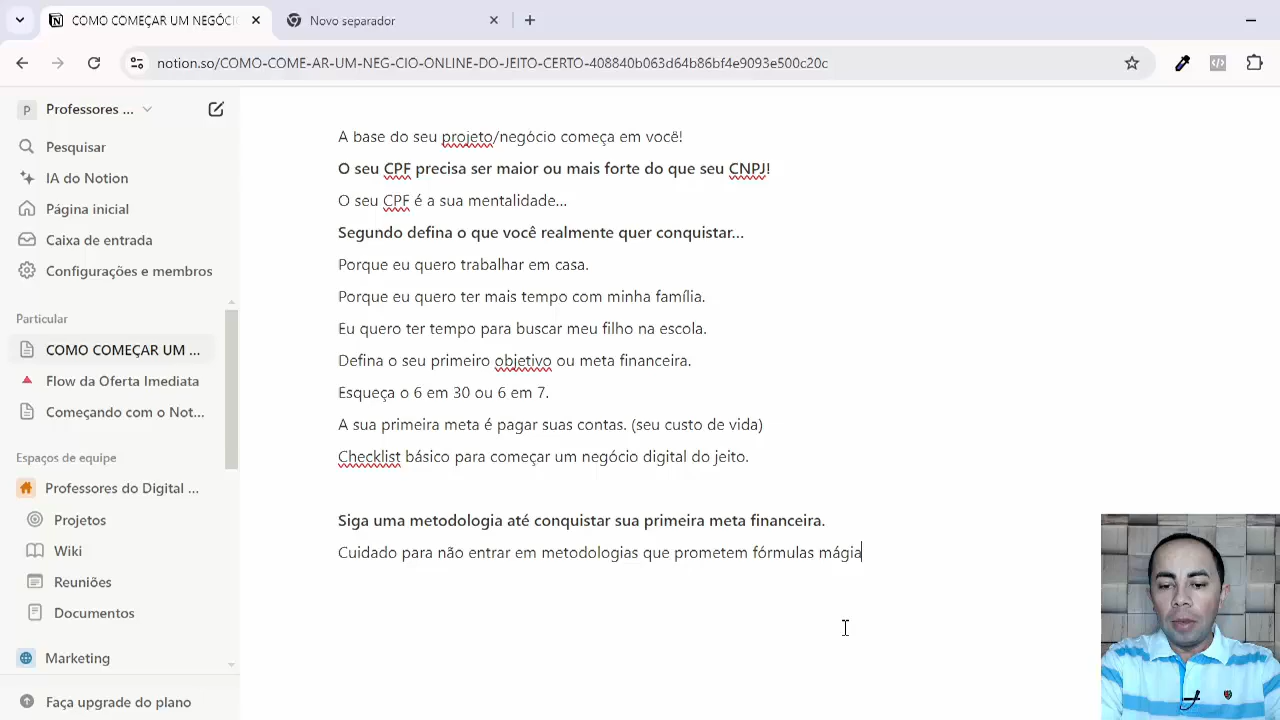 COMO COMEÇAR UM NEGÓCI
Novo separador
notion.so/COMO-COME-AR-UM-NEG-CIO-ONLINE-DO-JEITO-CERTO-408840b063d64b86bf4e9093e500c20c
P Professores ...
Pesquisar
IA do Notion
Página inicial
Caixa de entrada
Configurações e membros
Particular
COMO COMEÇAR UM ...
Flow da Oferta Imediata
Começando com o Not...
Espaços de equipe
Professores do Digital ...
Projetos
Wiki
Reuniões
Documentos
Marketing
Faça upgrade do plano
A base do seu projeto/negócio começa em você!
O seu CPF precisa ser maior ou mais forte do que seu CNPJ!
O seu CPF é a sua mentalidade...
Segundo defina o que você realmente quer conquistar...
Porque eu quero trabalhar em casa.
Porque eu quero ter mais tempo com minha família.
Eu quero ter tempo para buscar meu filho na escola.
Defina o seu primeiro objetivo ou meta financeira.
Esqueça o 6 em 30 ou 6 em 7.
A sua primeira meta é pagar suas contas. (seu custo de vida)
Checklist básico para começar um negócio digital do jeito.
Siga uma metodologia até conquistar sua primeira meta financeira.
Cuidado para não entrar em metodologias que prometem fórmulas mágia